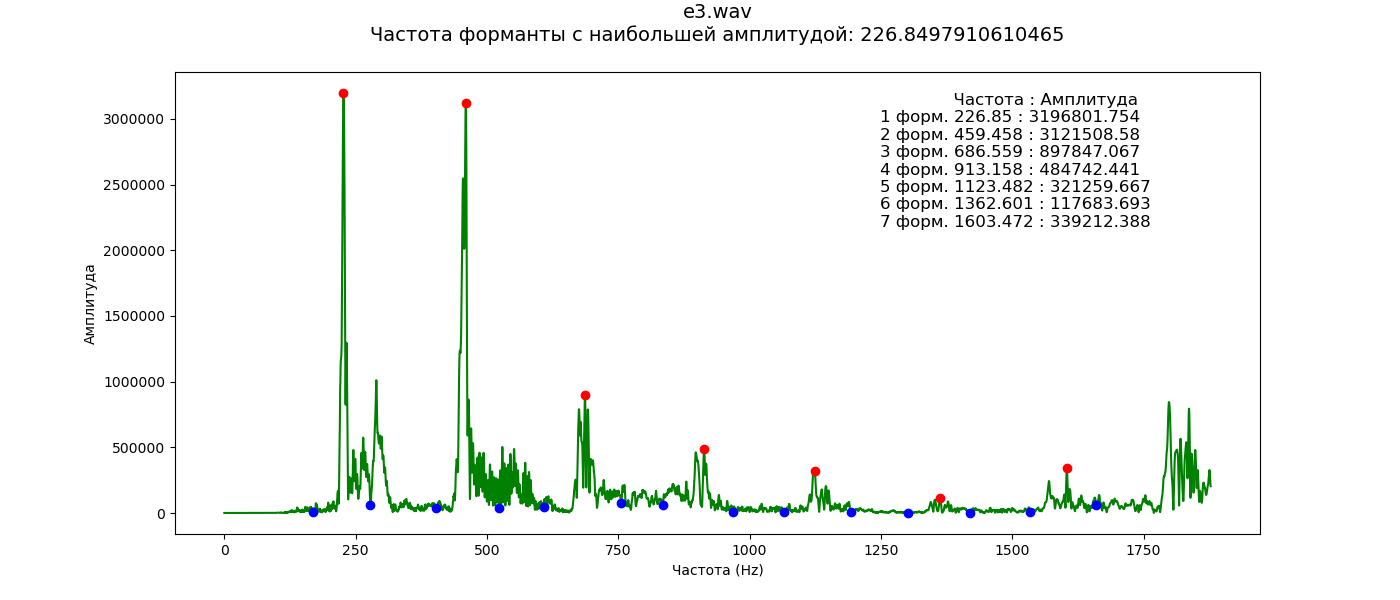 e3.wav
Частота форманты с наибольшей амплитудой: 226.8497910610465
Частота : Амплитуда
1 форм. 226.85 : 3196801.754
2 форм. 459.458 : 3121508.58
3 форм. 686.559 : 897847.067
4 форм. 913.158 : 484742.441
5 форм. 1123.482 : 321259.667
6 форм. 1362.601 : 117683.693
7 форм. 1603.472 : 339212.388
3000000
2500000
2000000
1500000
1000000
500000
0
Амплитуда
0 250 500 750 1000 1250 1500 1750
Частота (Hz)